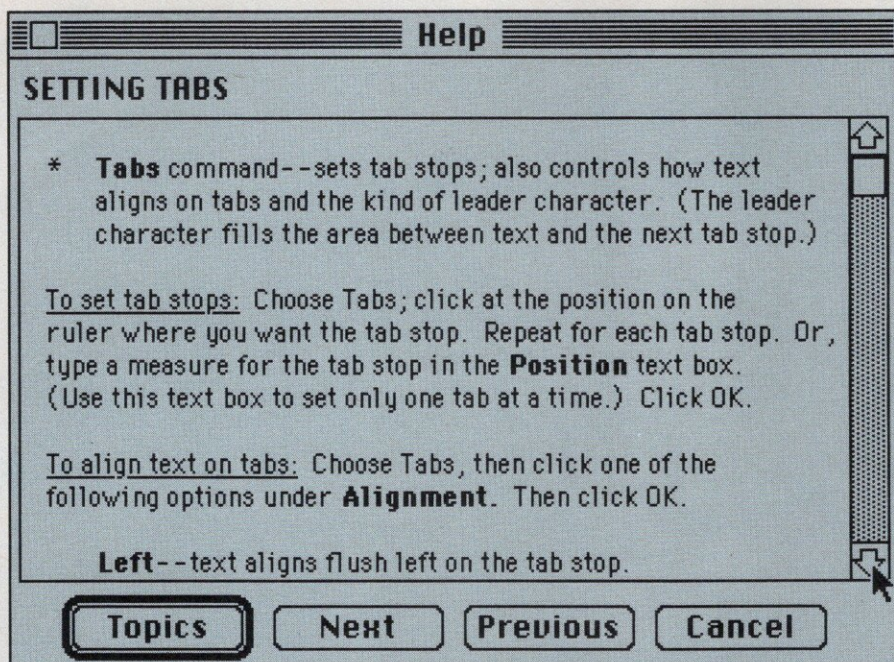 Help
SETTING TABS
* Tabs command--sets tab stops; also controls how text
aligns on tabs and the kind of leader character. (The leader
character fills the area between text and the next tab stop.)
To set tab stops: Choose Tabs; click at the position on the
ruler where you want the tab stop. Repeat for each tab stop. Or,
type a measure for the tab stop in the Position text box.
(Use this text box to set only one tab at a time.) Click OK.
To align text on tabs: Choose Tabs, then click one of the
following options under Alignment. Then click OK.
Left--text aligns flush left on the tab stop.
Topics Next Previous Cancel